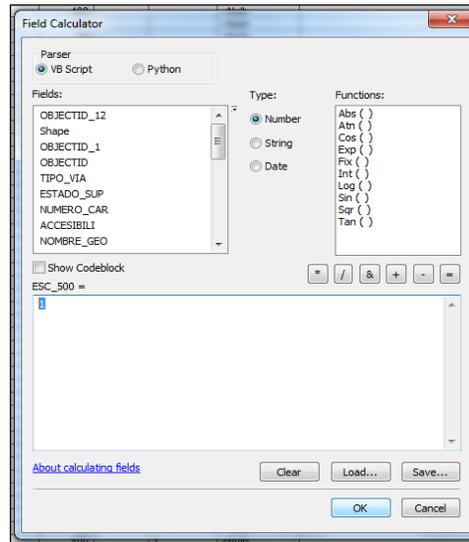 Field Calculator
Parser
VB Script Python
Fields: Type: Functions:
OBJECTID_12
Shape
OBJECTID_1
OBJECTID
TIPO_VIA
ESTADO_SUP
NUMERO_CAR
ACCESIBILI
NOMBRE_GEO
Number
String
Date
Abs ( )
Atn ( )
Cos ( )
Exp ( )
Fix ( )
Int ( )
Log ( )
Sin ( )
Sqr ( )
Tan ( )
Show Codeblock
* / & + - =
ESC_500 =
1
About calculating fields Clear Load... Save...
OK Cancel